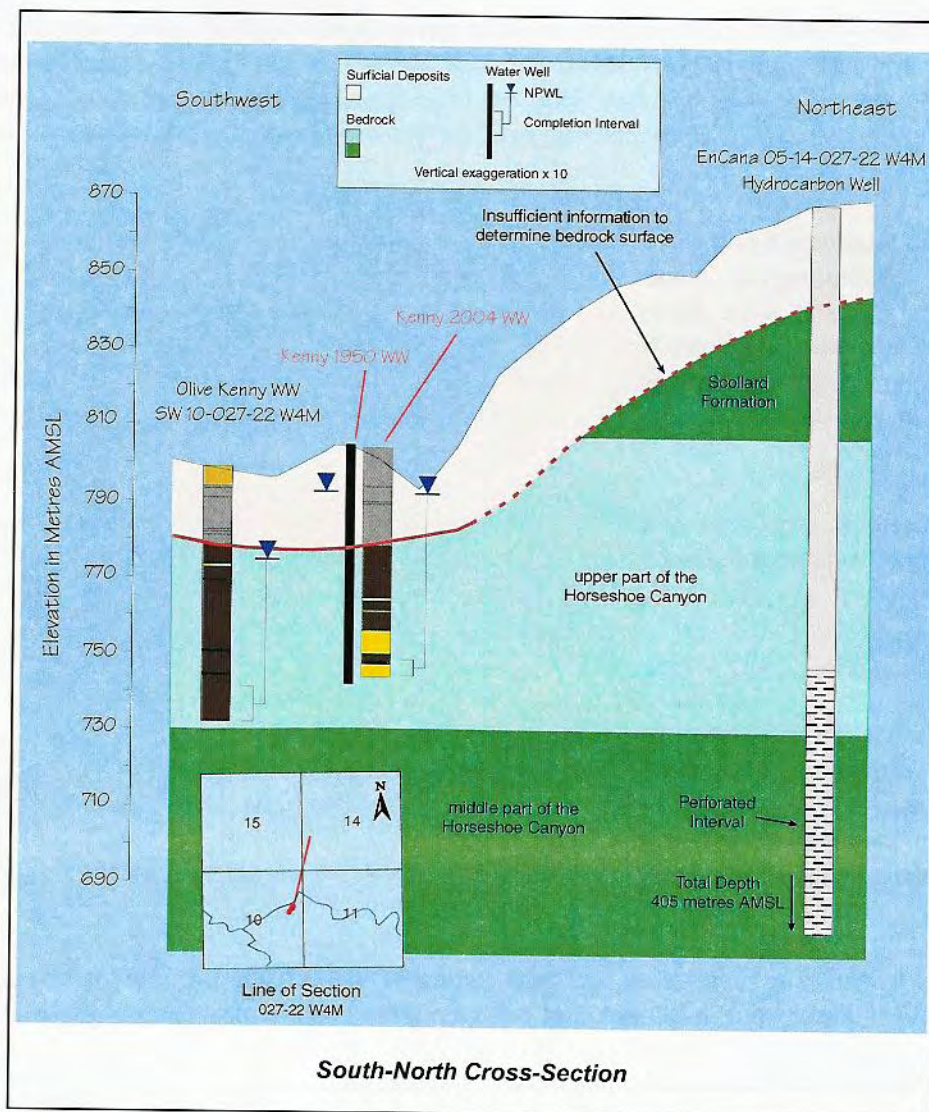 Surficial Deposits
Bedrock
Water Well
NPWL
Completion Interval
Vertical exaggeration x 10
Southwest
Northeast
EnCana 05-14-027-22 W4M
Hydrocarbon Well
Insufficient information to
determine bedrock surface
Kenny 2004 WW
Kenny 1950 WW
Olive Kenny WW
SW 10-027-22 W4M
Elevation in Metres AMSL
870
850
830
810
790
770
750
730
710
690
Scollard
Formation
upper part of the
Horseshoe Canyon
middle part of the
Horseshoe Canyon
Perforated
Interval
Total Depth
405 metres AMSL
N
15
14
10
11
Line of Section
027-22 W4M
South-North Cross-Section